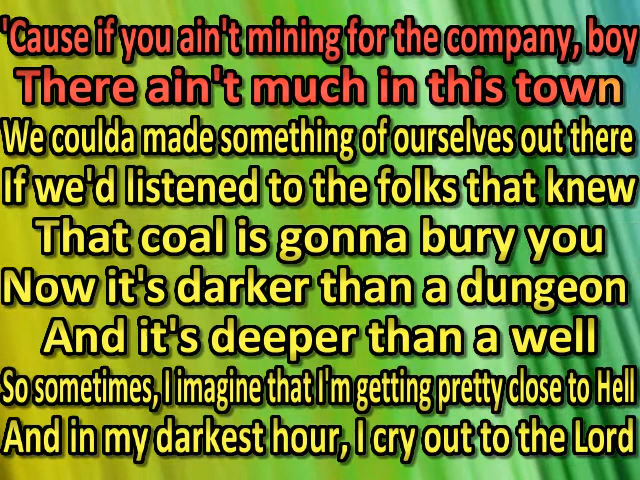 'Cause if you ain't mining for the company, boy
There ain't much in this town
We coulda made something of ourselves out there
If we'd listened to the folks that knew
That coal is gonna bury you
Now it's darker than a dungeon
And it's deeper than a well
So sometimes, I imagine that I'm getting pretty close to Hell
And in my darkest hour, I cry out to the Lord